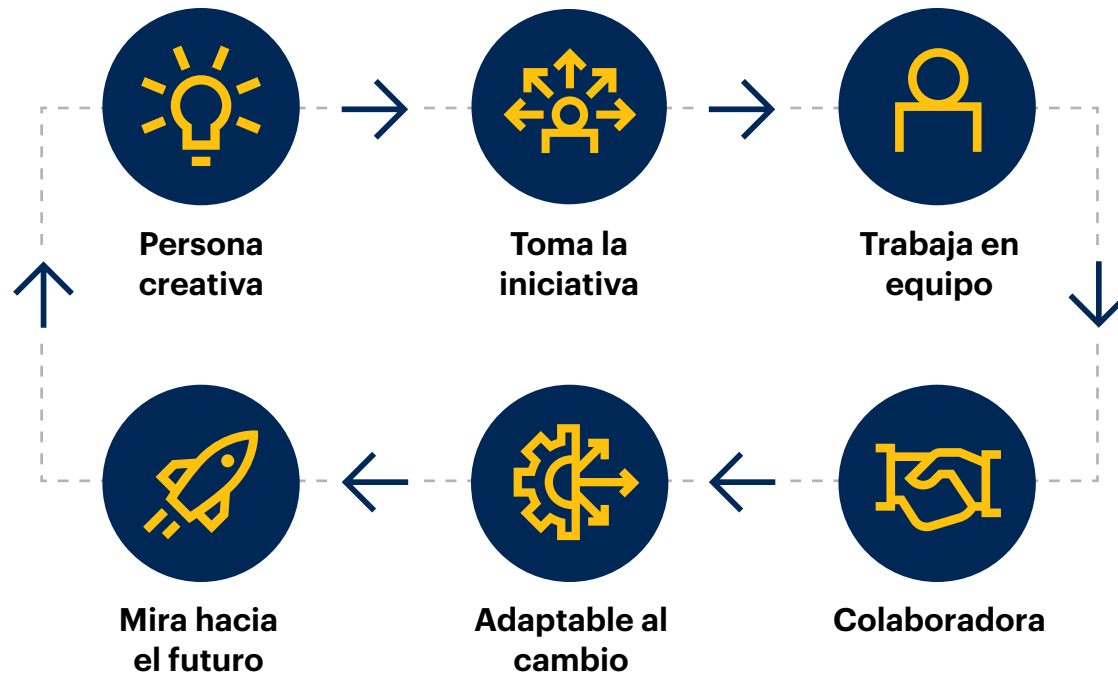 Persona
creativa
Toma la
iniciativa
Trabaja en
equipo
Mira hacia
el futuro
Adaptable al
cambio
Colaboradora